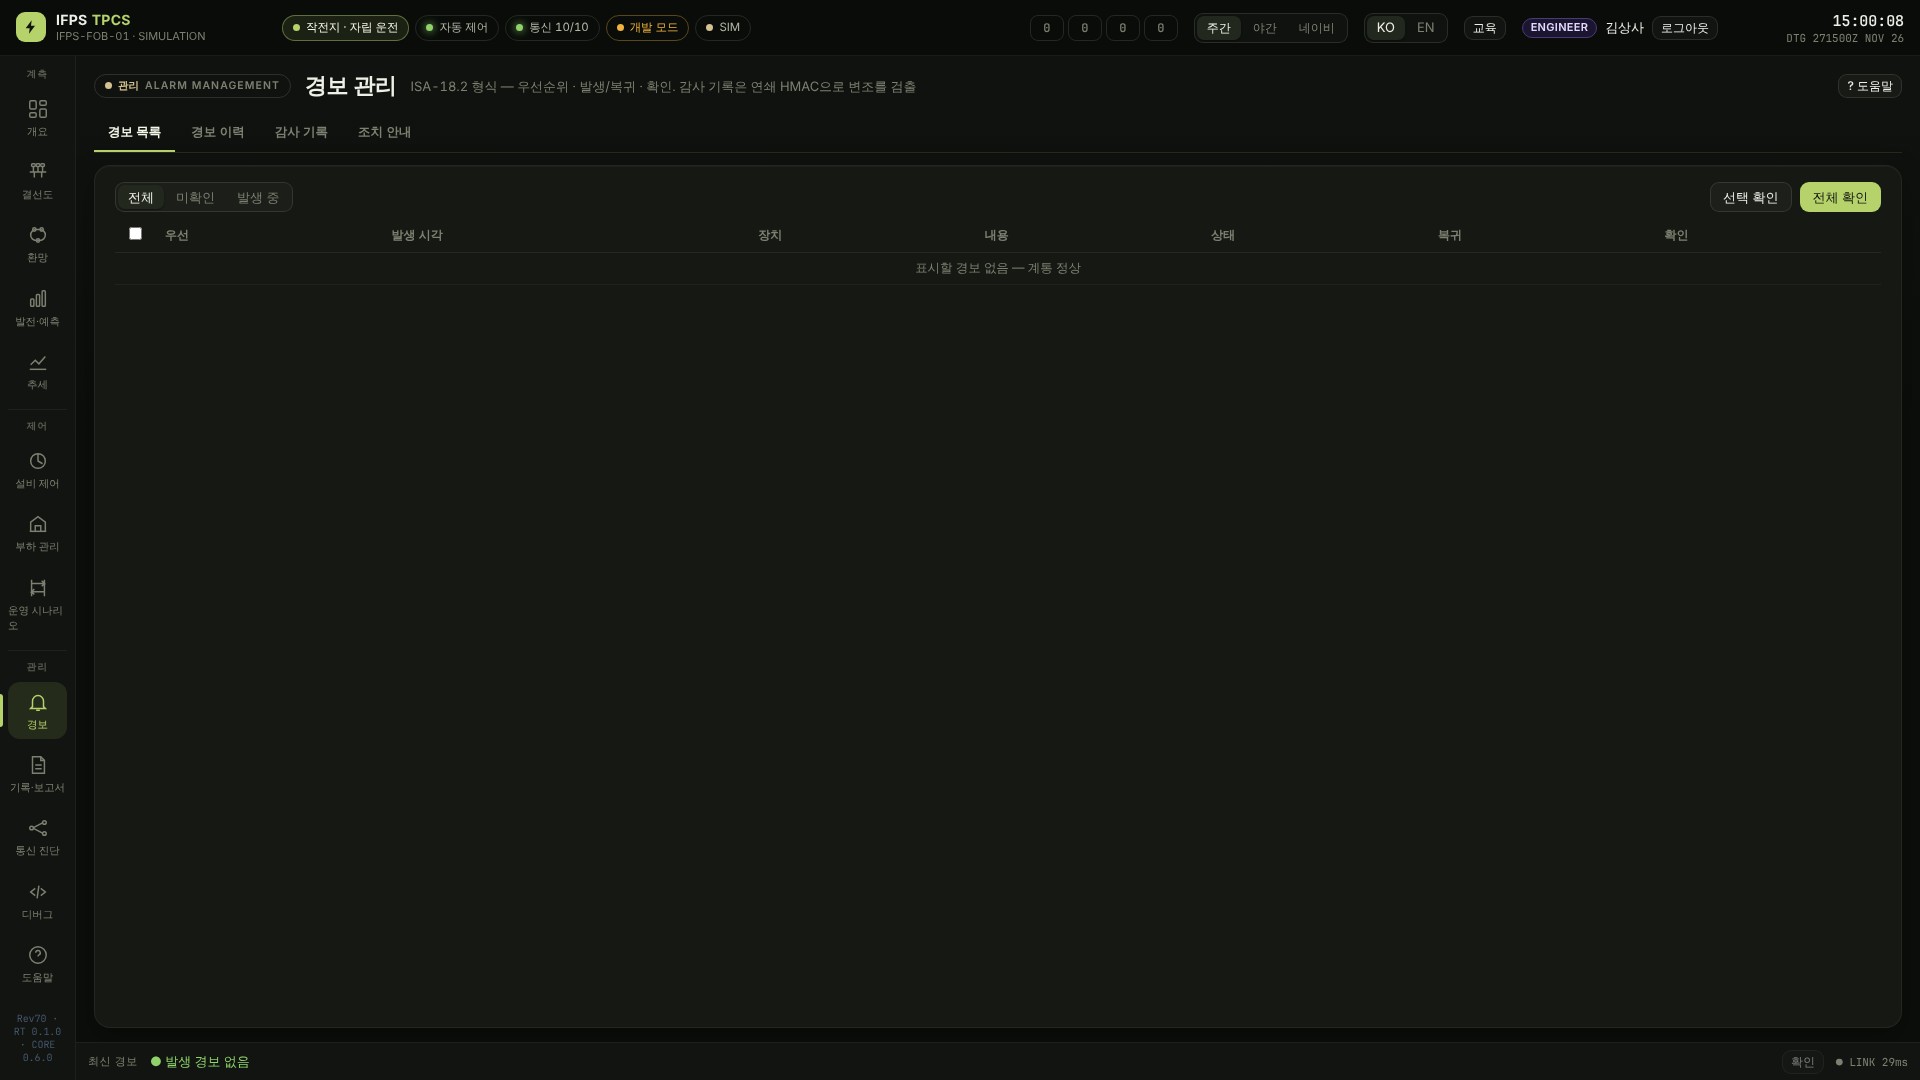 IFPS TPCS
IFPS-FOB-01 · SIMULATION
작전지 · 자립 운전
자동 제어
통신 10/10
개발 모드
SIM
0 0 0 0
주간 야간 네이비
KO EN
교육
ENGINEER 김상사 로그아웃
15:00:08
DTG 271500Z NOV 26
계측
개요
결선도
환망
발전·예측
추세
제어
설비 제어
부하 관리
운영 시나리
오
관리
경보
기록·보고서
통신 진단
디버그
도움말
Rev70 ·
RT 0.1.0
· CORE
0.6.0
관리 ALARM MANAGEMENT
경보 관리
ISA-18.2 형식 — 우선순위 · 발생/복귀 · 확인. 감사 기록은 연쇄 HMAC으로 변조를 검출
? 도움말
경보 목록 경보 이력 감사 기록 조치 안내
전체 미확인 발생 중
선택 확인 전체 확인
우선 발생 시각 장치 내용 상태 복귀 확인
표시할 경보 없음 — 계통 정상
최신 경보 발생 경보 없음
확인 LINK 29ms